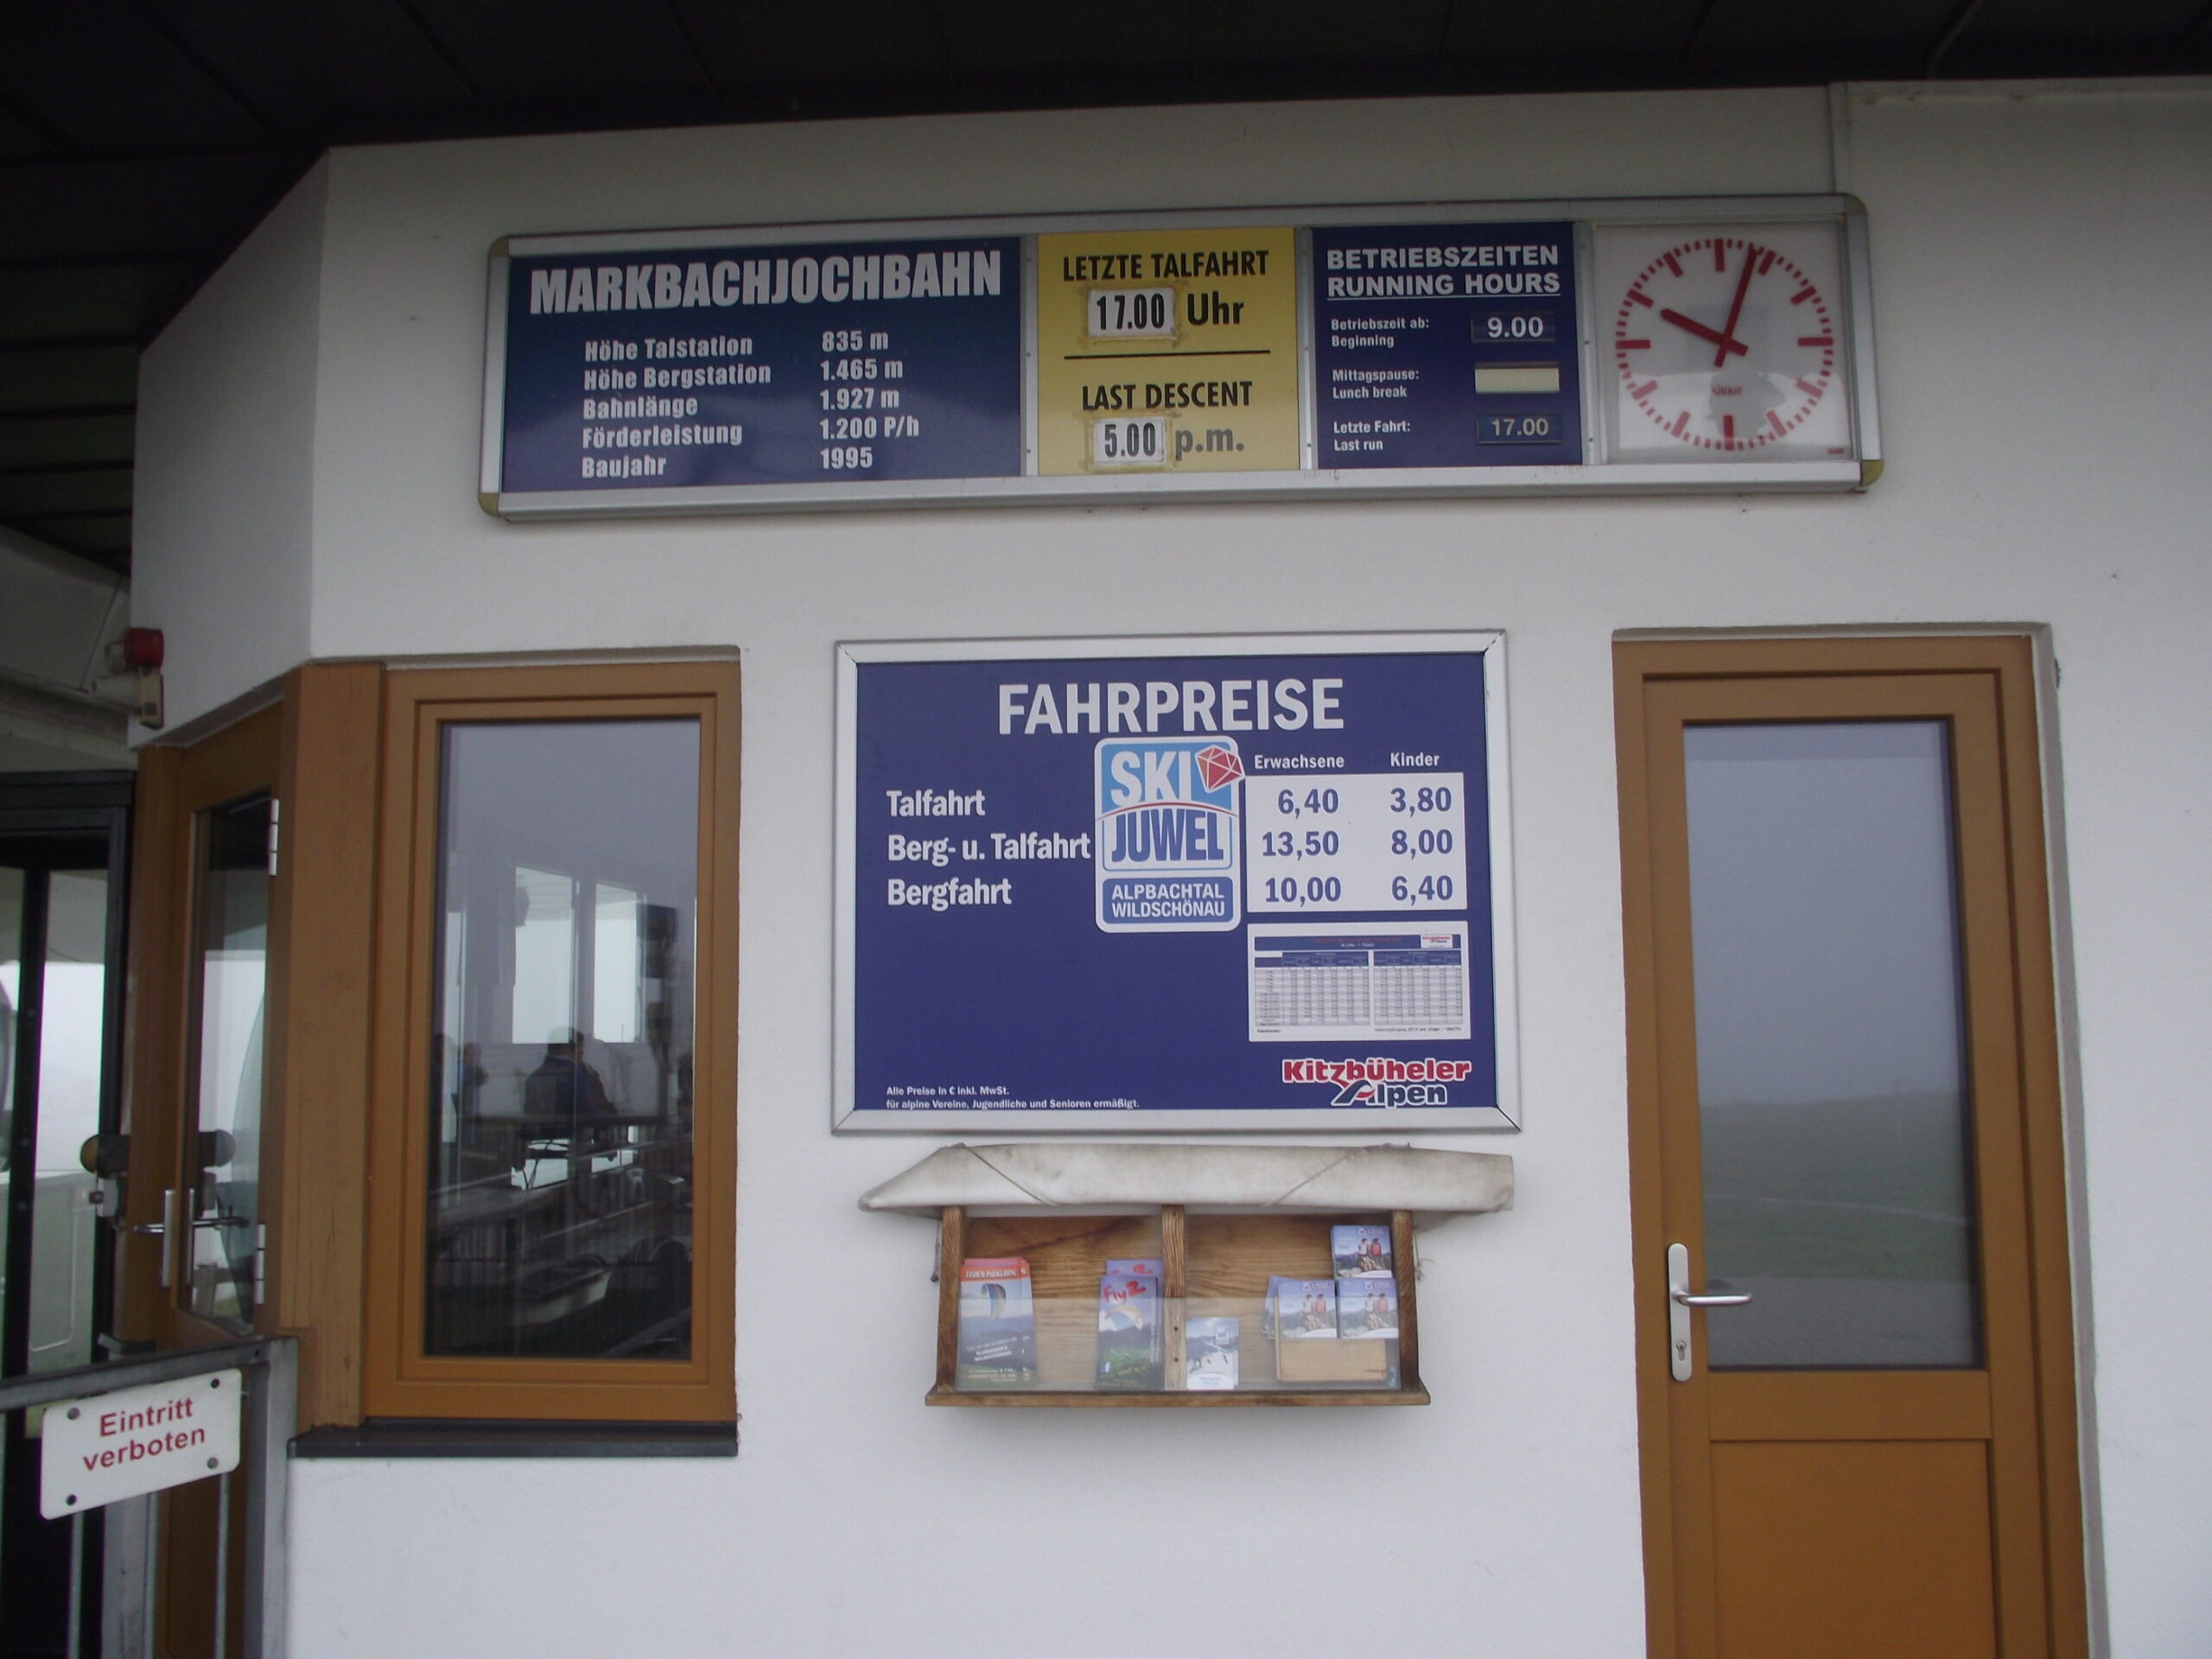 MARKBACHJOCHBAHN
Höhe Talstation 835 m
Höhe Bergstation 1.465 m
Bahnlänge 1.927 m
Förderleistung 1.200 P/h
Baujahr 1995
LETZTE TALFAHRT
17.00 Uhr
LAST DESCENT
5.00 p.m.
BETRIEBSZEITEN
RUNNING HOURS
Betriebszeit ab: 9.00
Beginning
Mittagspause:
Lunch break
Letzte Fahrt: 17.00
Last run
FAHRPREISE
SKI
JUWEL
ALPBACHTAL
WILDSCHÖNAU
Erwachsene Kinder
Talfahrt 6,40 3,80
Berg- u. Talfahrt 13,50 8,00
Bergfahrt 10,00 6,40
Alle Preise in € inkl. MwSt.
für alpine Vereine, Jugendliche und Senioren ermäßigt.
Kitzbüheler
Alpen
Fly2
WILDSCHÖNAU
Eintritt
verboten